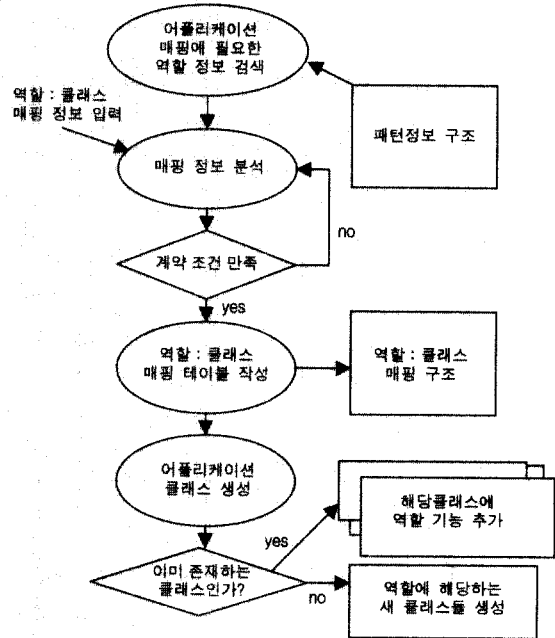 어플리케이션
매핑에 필요한
역할 정보 검색
역할 : 클래스
매핑 정보 입력
패턴정보 구조
매핑 정보 분석
no
계약 조건 만족
yes
역할 : 클래스
매핑 테이블 작성
역할 : 클래스
매핑 구조
어플리케이션
클래스 생성
해당클래스에
역할 기능 추가
yes
이미 존재하는
클래스인가?
no
역할에 해당하는
새 클래스들 생성